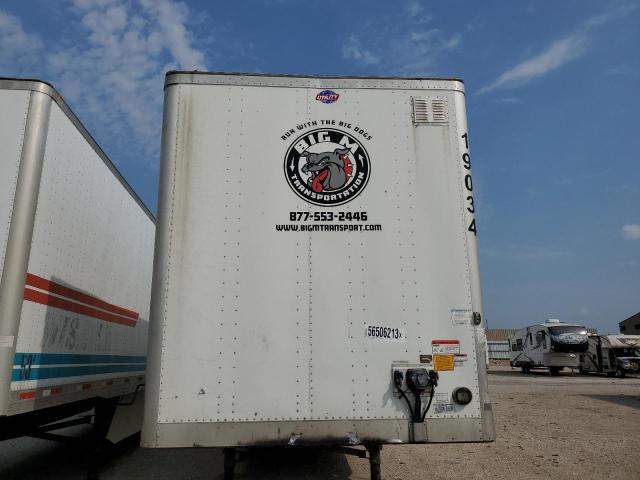 UTILITY
RUN WITH THE BIG DOGS
BIG M
TRANSPORTATION
877-553-2446
WWW.BIGMTRANSPORT.COM
19034
56506213